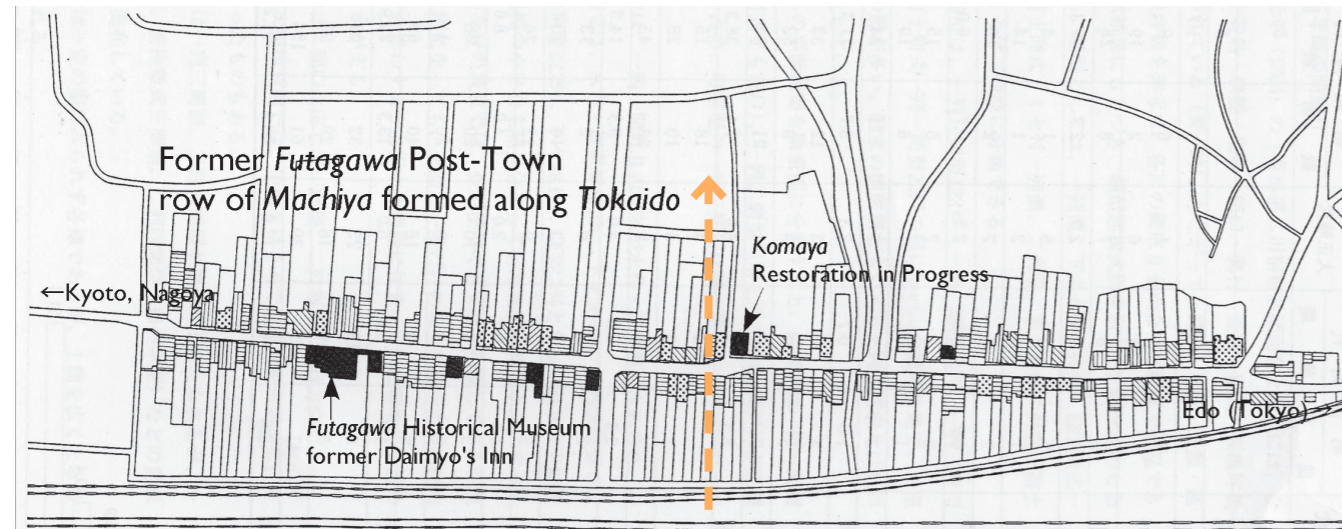 Former Futagawa Post-Town
row of Machiya formed along Tokaido
Komaya
Restoration in Progress
←Kyoto, Nagoya
Futagawa Historical Museum
former Daimyo's Inn
Edo (Tokyo)→